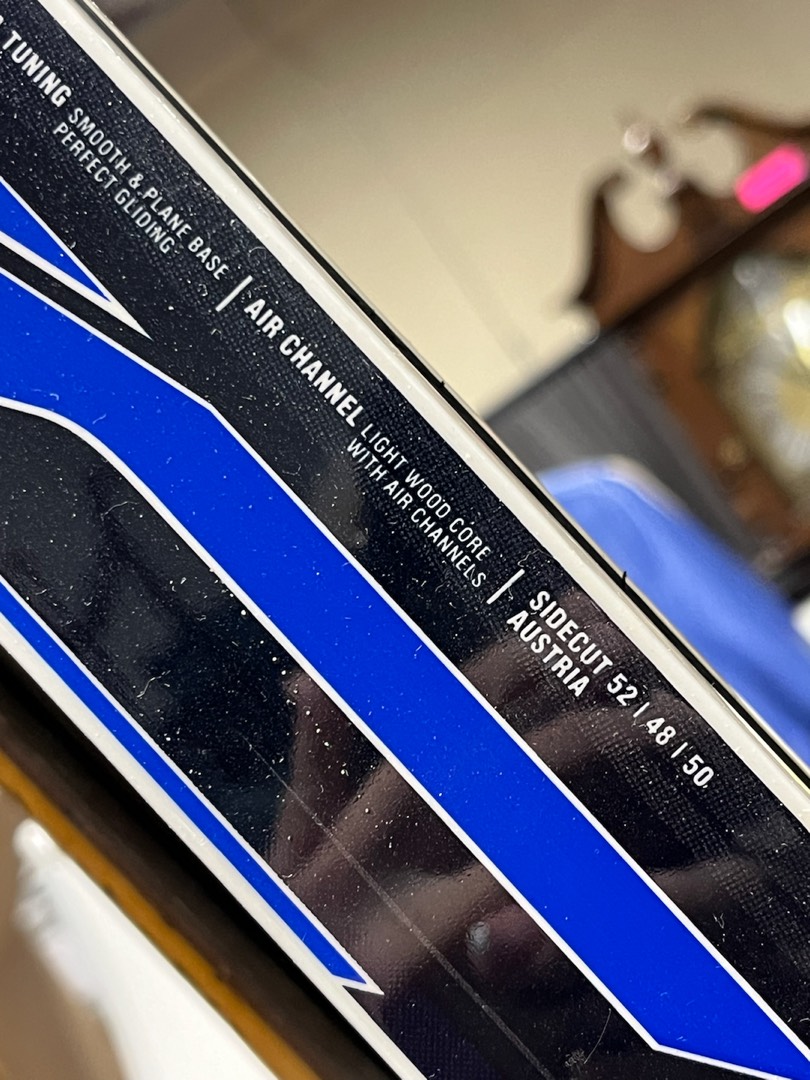 TUNING SMOOTH & PLANE BASE
PERFECT GLIDING
AIR CHANNEL LIGHT WOOD CORE
WITH AIR CHANNELS
SIDECUT 52 | 48 | 50
AUSTRIA